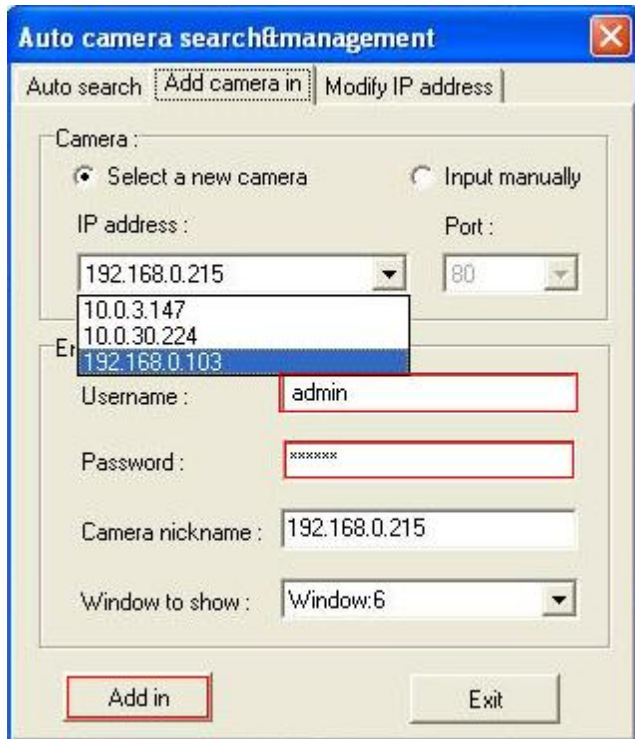 Auto camera search&management
Auto search Add camera in Modify IP address
Camera :
Select a new camera Input manually
IP address : Port :
192.168.0.215 80
10.0.3.147
10.0.30.224
192.168.0.103
Username : admin
Password : ******
Camera nickname : 192.168.0.215
Window to show : Window:6
Add in Exit